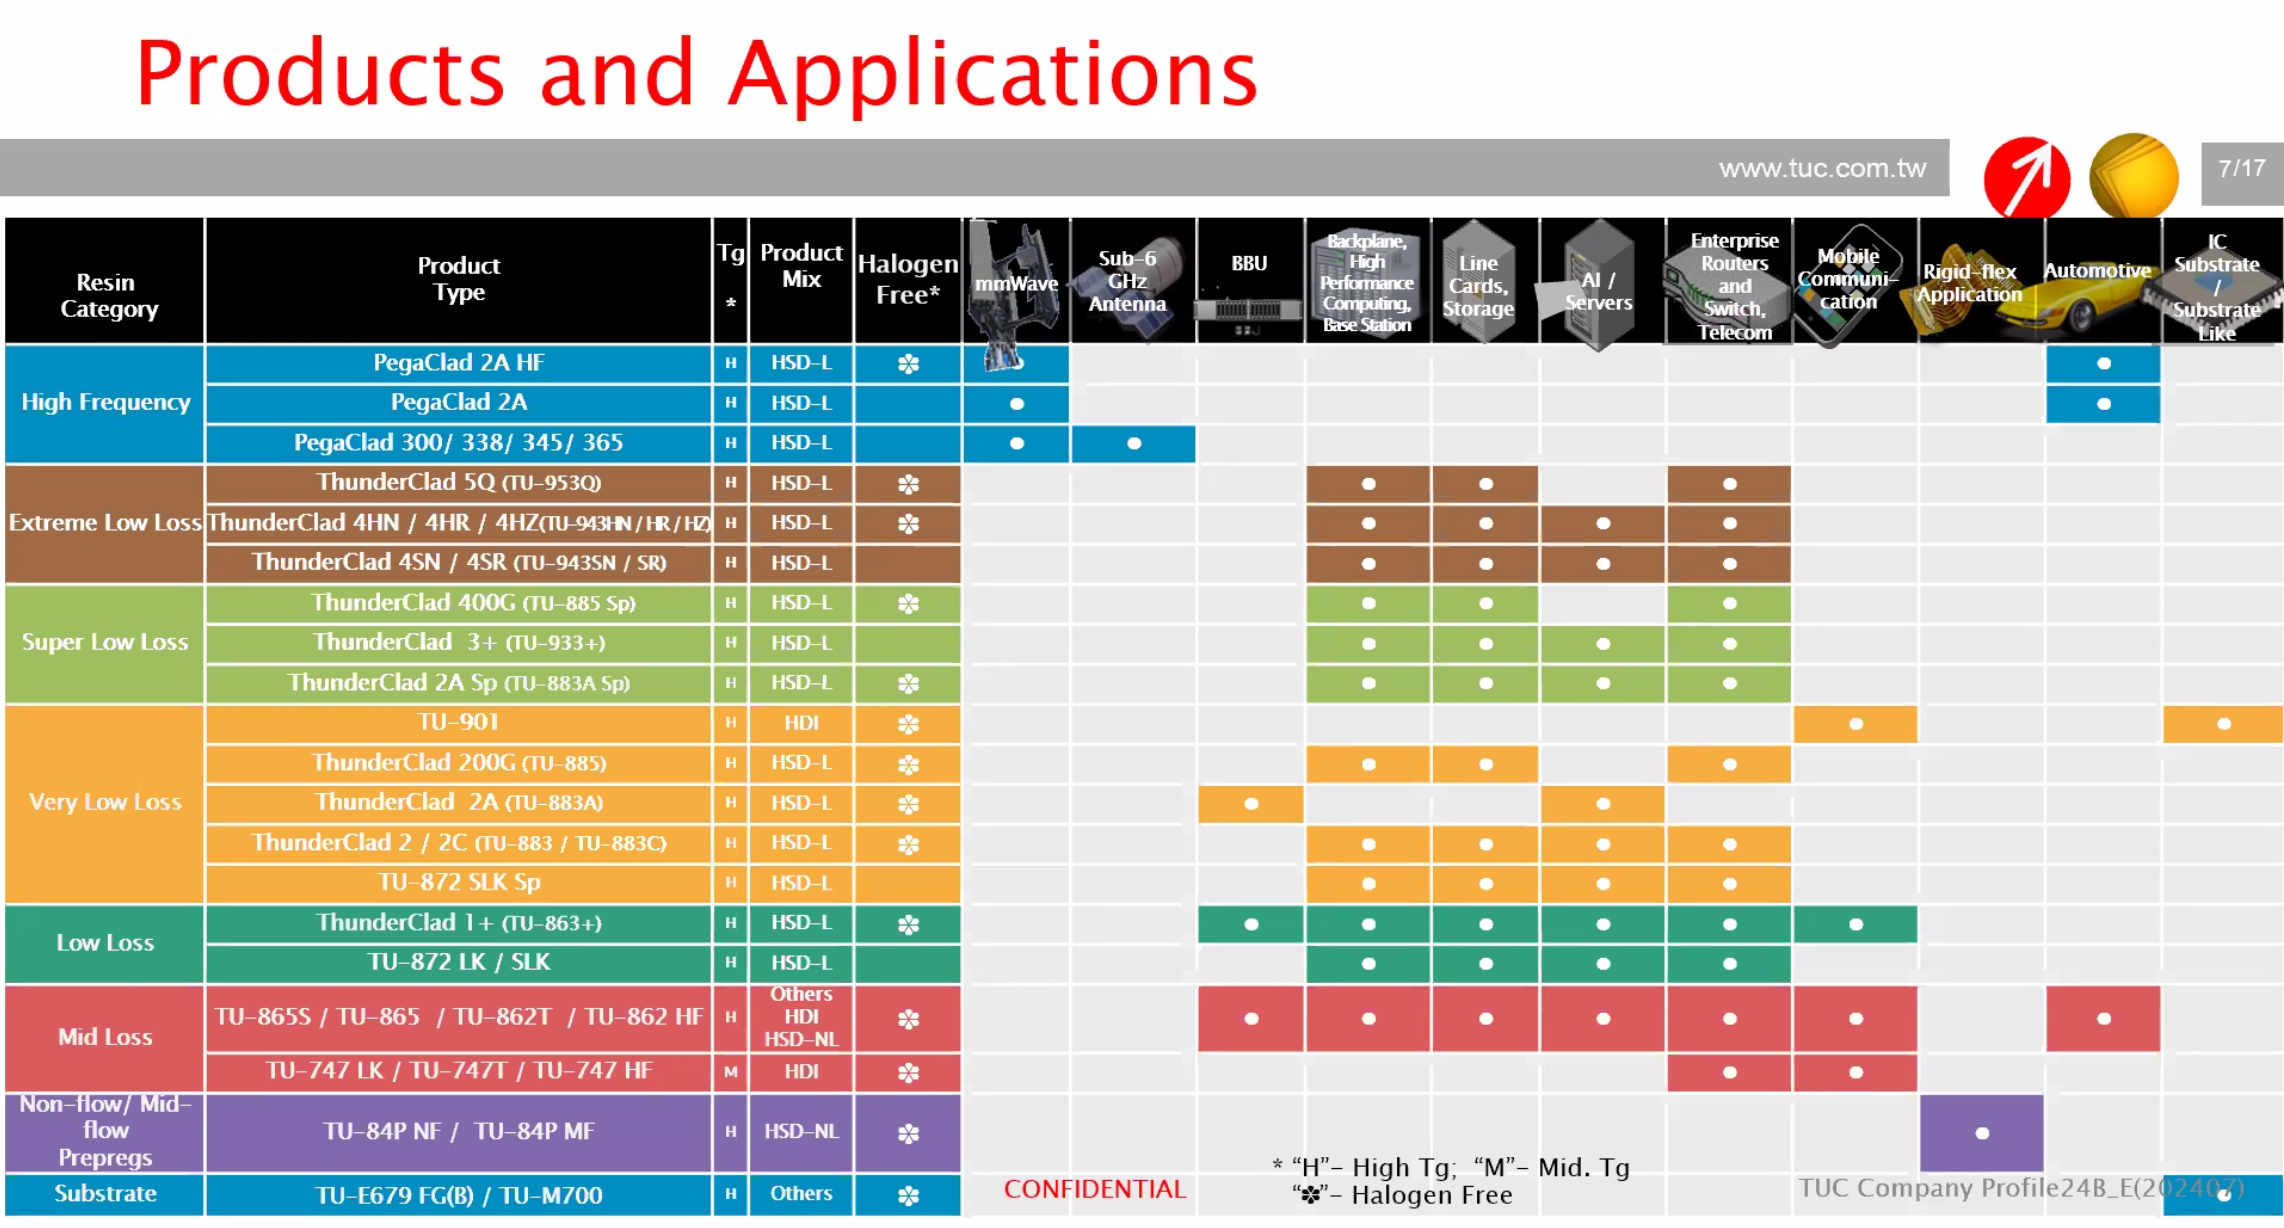 Products and Applications
www.tuc.com.tw
7/17
Resin Category
Product Type
Tg *
Product Mix
Halogen Free*
mmWave
Sub-6 GHz Antenna
BBU
Backplane, High Performance Computing, Base Station
Line Cards, Storage
AI / Servers
Enterprise Routers and Switch, Telecom
Mobile Communi-cation
Rigid-flex Application
Automotive
IC Substrate / Substrate Like
High Frequency
PegaClad 2A HF H HSD-L ✽ ●●
PegaClad 2A H HSD-L ● ●
PegaClad 300/ 338/ 345/ 365 H HSD-L ● ●
Extreme Low Loss
ThunderClad 5Q (TU-953Q) H HSD-L ✽ ● ● ●
ThunderClad 4HN / 4HR / 4HZ(TU-943HN/HR/HZ) H HSD-L ✽ ● ● ● ●
ThunderClad 4SN / 4SR (TU-943SN / SR) H HSD-L ● ● ● ●
Super Low Loss
ThunderClad 400G (TU-885 Sp) H HSD-L ✽ ● ● ●
ThunderClad 3+ (TU-933+) H HSD-L ● ● ● ●
ThunderClad 2A Sp (TU-883A Sp) H HSD-L ✽ ● ● ● ●
Very Low Loss
TU-901 H HDI ✽ ● ●
ThunderClad 200G (TU-885) H HSD-L ✽ ● ● ●
ThunderClad 2A (TU-883A) H HSD-L ✽ ● ●
ThunderClad 2 / 2C (TU-883 / TU-883C) H HSD-L ✽ ● ● ● ●
TU-872 SLK Sp H HSD-L ● ● ● ●
Low Loss
ThunderClad 1+ (TU-863+) H HSD-L ✽ ● ● ● ● ● ●
TU-872 LK / SLK H HSD-L ● ● ● ●
Mid Loss
TU-865S / TU-865 / TU-862T / TU-862 HF H Others HDI HSD-NL ✽ ● ● ● ● ● ● ●
TU-747 LK / TU-747T / TU-747 HF M HDI ✽ ● ●
Non-flow/ Mid-flow Prepregs
TU-84P NF / TU-84P MF H HSD-NL ✽ ●
Substrate
TU-E679 FG(B) / TU-M700 H Others ✽ ●
* "H"- High Tg; "M"- Mid. Tg
"✽"- Halogen Free
CONFIDENTIAL
TUC Company Profile24B_E(202407)